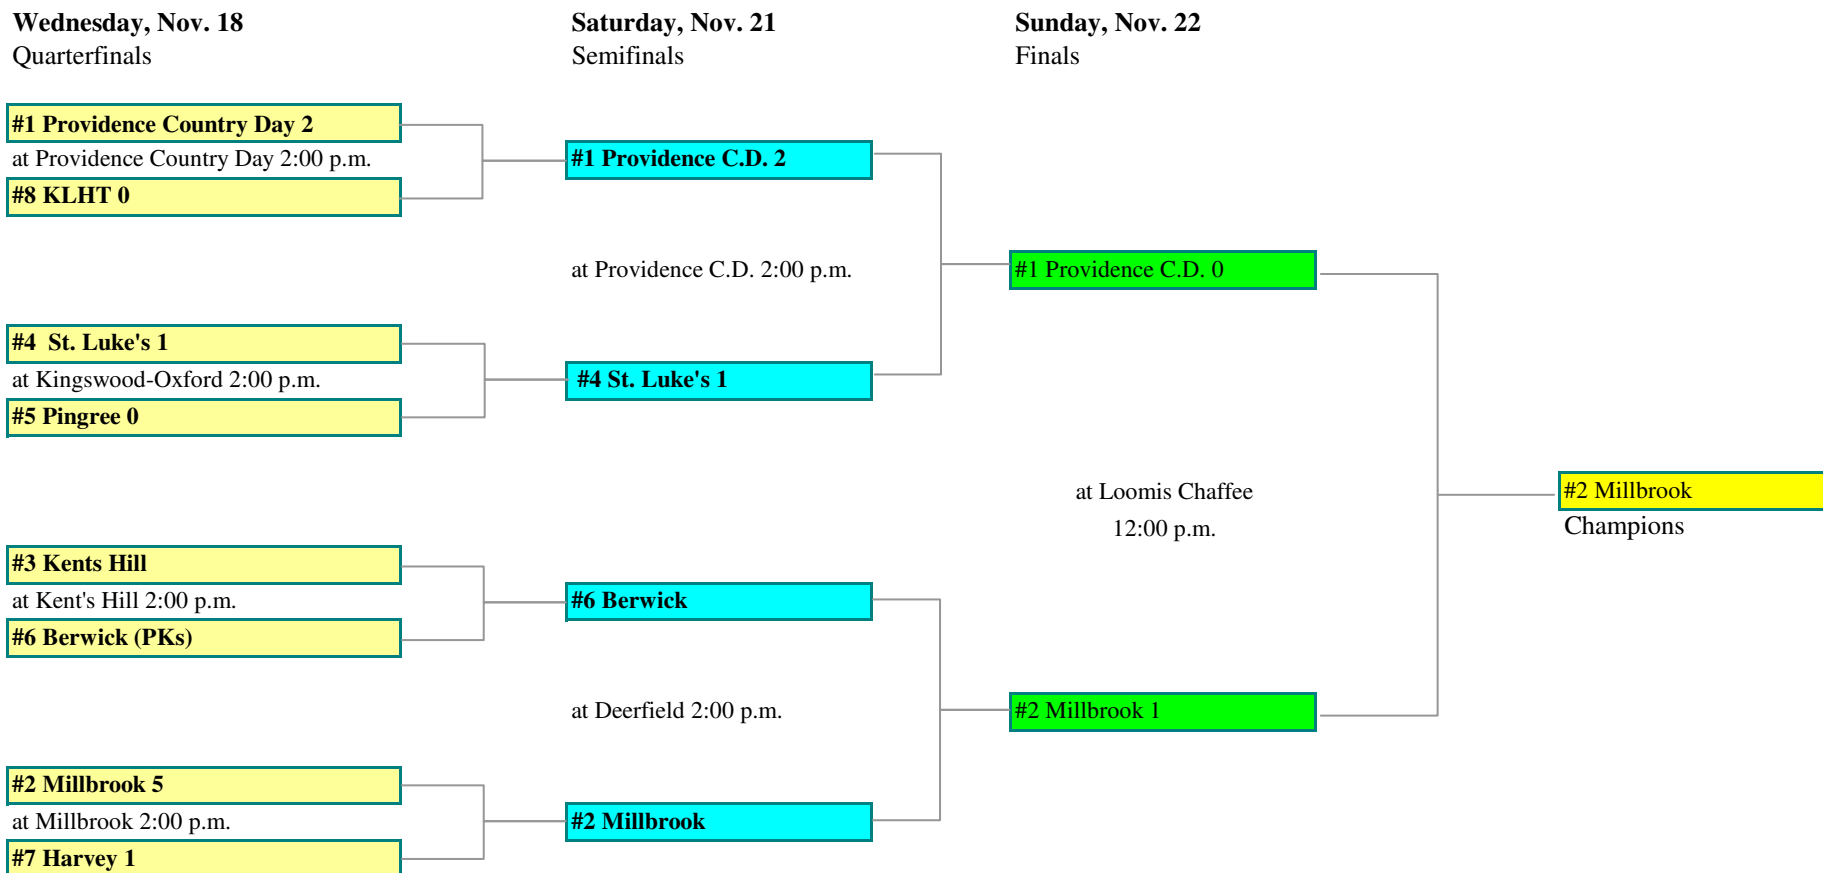 Wednesday, Nov. 18
Quarterfinals
Saturday, Nov. 21
Semifinals
Sunday, Nov. 22
Finals
#1 Providence Country Day 2
at Providence Country Day 2:00 p.m.
#8 KLHT 0
#1 Providence C.D. 2
at Providence C.D. 2:00 p.m.
#1 Providence C.D. 0
#4 St. Luke's 1
at Kingswood-Oxford 2:00 p.m.
#5 Pingree 0
#4 St. Luke's 1
at Loomis Chaffee
12:00 p.m.
#2 Millbrook
Champions
#3 Kents Hill
at Kent's Hill 2:00 p.m.
#6 Berwick (PKs)
#6 Berwick
at Deerfield 2:00 p.m.
#2 Millbrook 1
#2 Millbrook 5
at Millbrook 2:00 p.m.
#7 Harvey 1
#2 Millbrook